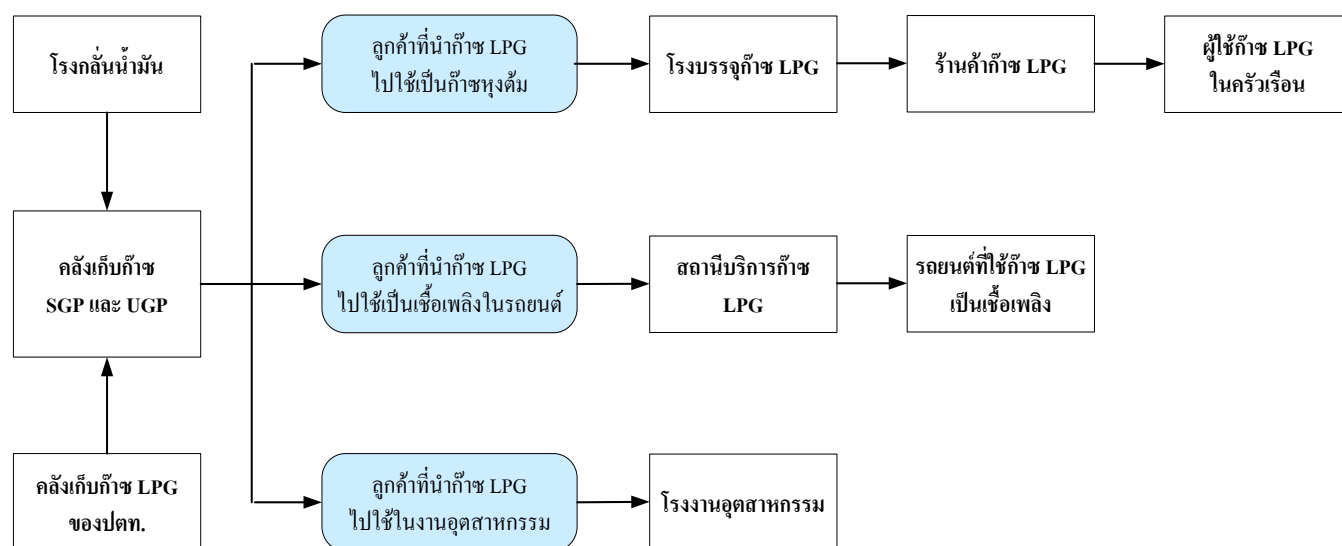 โรงกลั่นน้ำมัน
ลูกค้าที่นำก๊าซ LPG
ไปใช้เป็นก๊าซหุงต้ม
โรงบรรจุก๊าซ LPG
ร้านค้าก๊าซ LPG
ผู้ใช้ก๊าซ LPG
ในครัวเรือน
คลังเก็บก๊าซ
SGP และ UGP
ลูกค้าที่นำก๊าซ LPG
ไปใช้เป็นเชื้อเพลิงในรถยนต์
สถานีบริการก๊าซ
LPG
รถยนต์ที่ใช้ก๊าซ LPG
เป็นเชื้อเพลิง
คลังเก็บก๊าซ LPG
ของปตท.
ลูกค้าที่นำก๊าซ LPG
ไปใช้ในงานอุตสาหกรรม
โรงงานอุตสาหกรรม